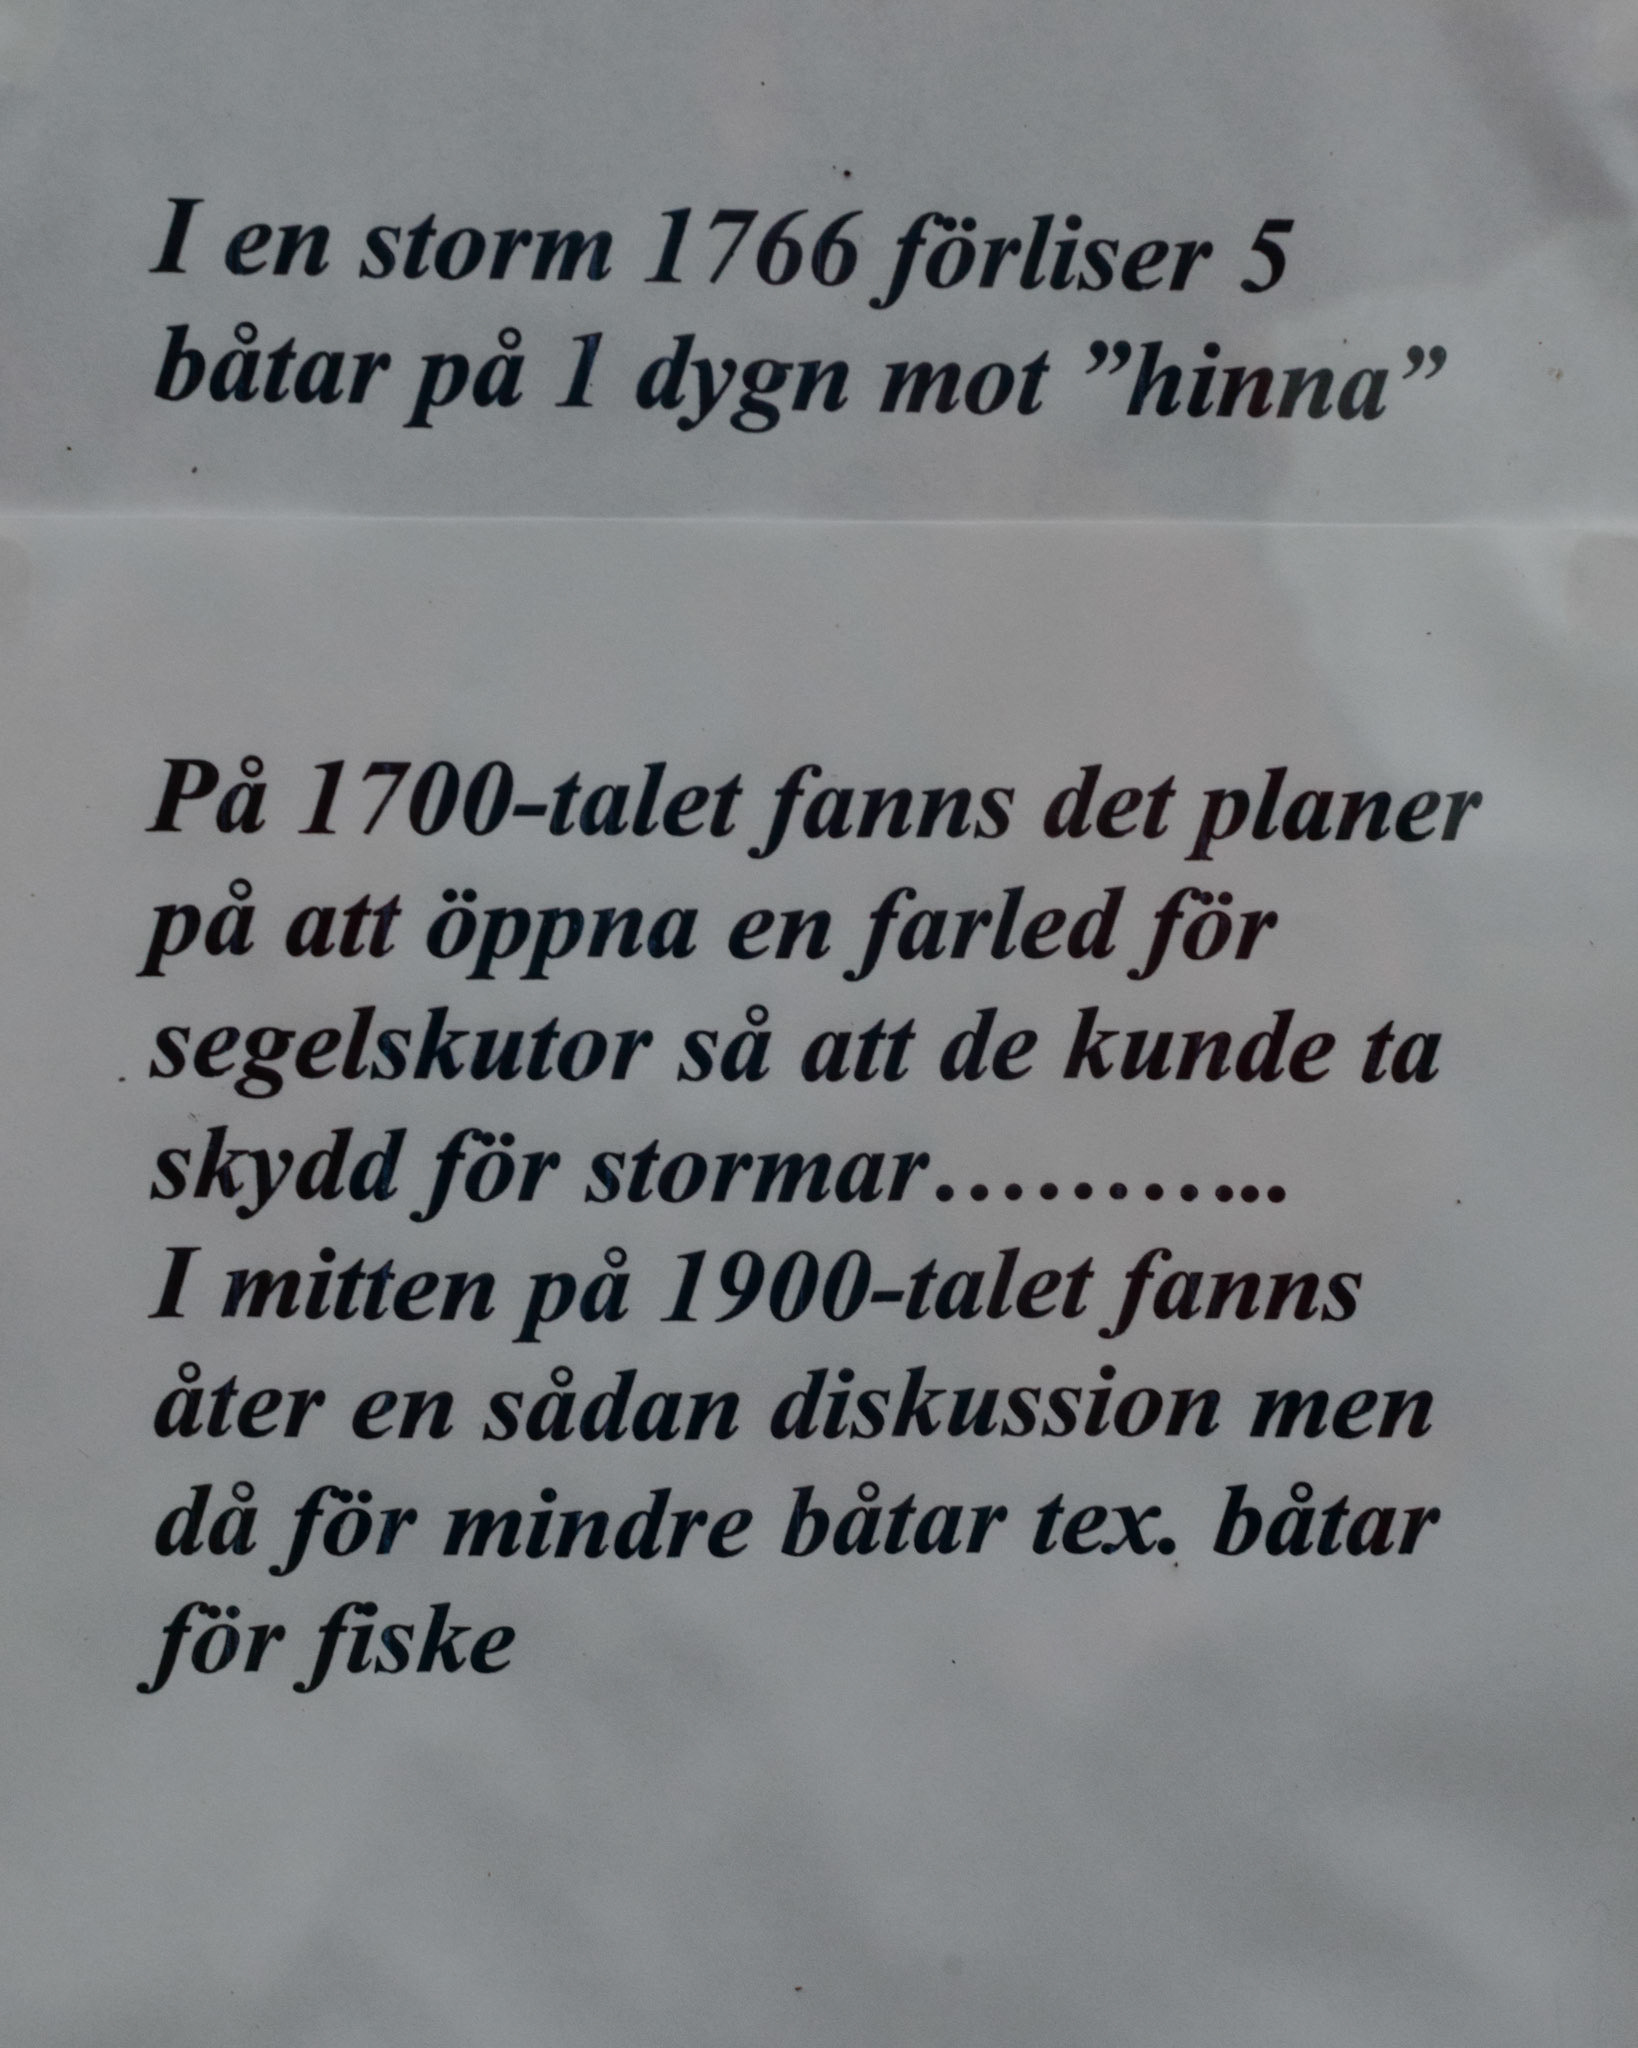 I en storm 1766 förliser 5
båtar på 1 dygn mot ”hinna”
På 1700-talet fanns det planer
på att öppna en farled för
segelskutor så att de kunde ta
skydd för stormar………...
I mitten på 1900-talet fanns
åter en sådan diskussion men
då för mindre båtar tex. båtar
för fiske